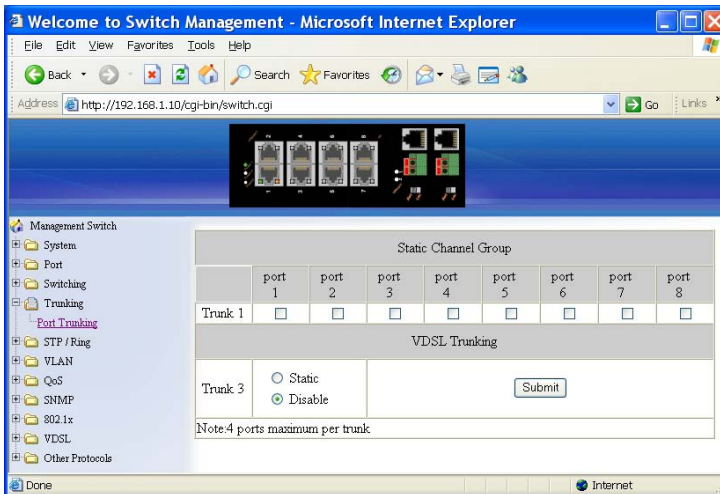 Welcome to Switch Management - Microsoft Internet Explorer
File Edit View Favorites Tools Help
Back Search Favorites
Address http://192.168.1.10/cgi-bin/switch.cgi Go Links »
Management Switch
System
Port
Switching
Trunking
Port Trunking
STP / Ring
VLAN
QoS
SNMP
802.1x
VDSL
Other Protocols
Static Channel Group
port 1 port 2 port 3 port 4 port 5 port 6 port 7 port 8
Trunk 1
VDSL Trunking
Trunk 3 Static Submit
Disable
Note:4 ports maximum per trunk
Done Internet